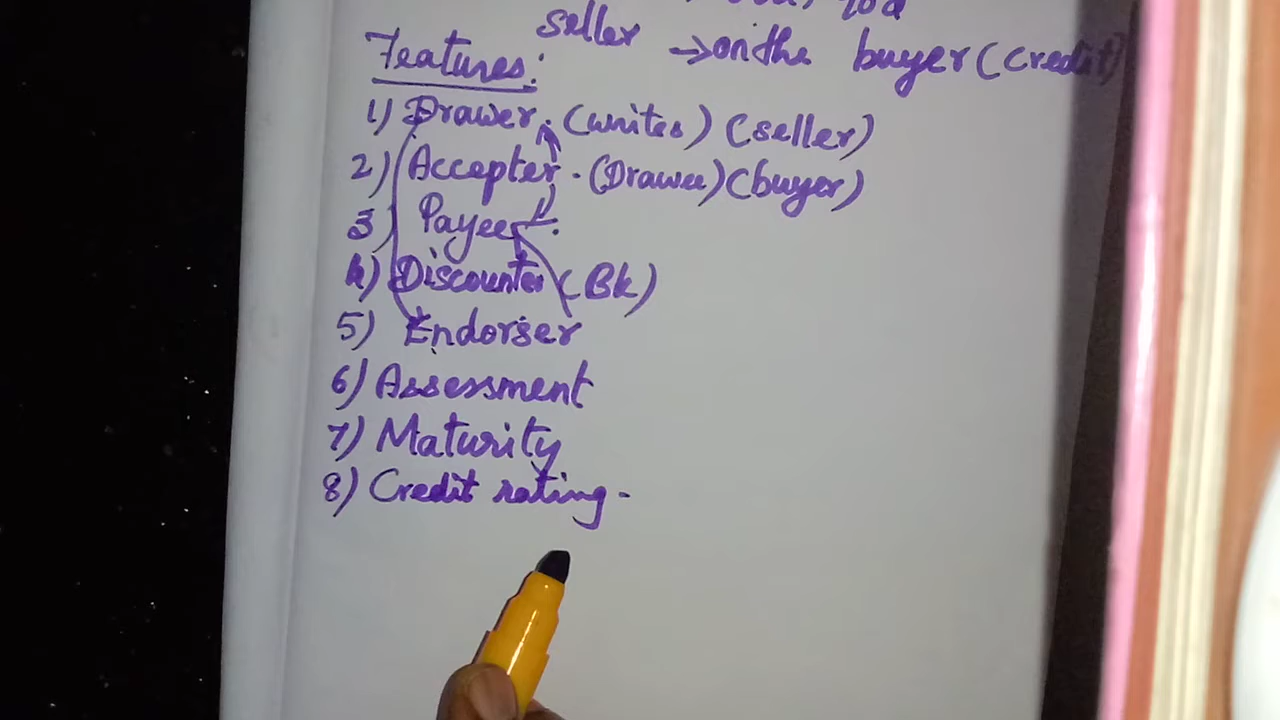 seller →on the buyer (credit)
Features:
1) Drawer. (writes) (seller)
2) Accepter. (Drawee) (buyer)
3) Payee.
4) Discounter (Bk)
5) Endorser
6) Assessment
7) Maturity
8) Credit rating-